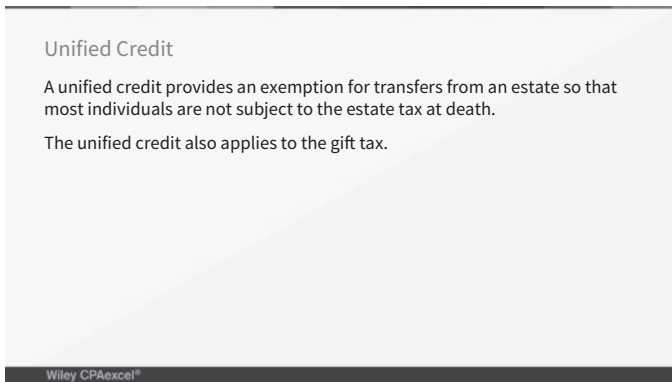 Unified Credit
A unified credit provides an exemption for transfers from an estate so that
most individuals are not subject to the estate tax at death.
The unified credit also applies to the gift tax.
Wiley CPAexcel®